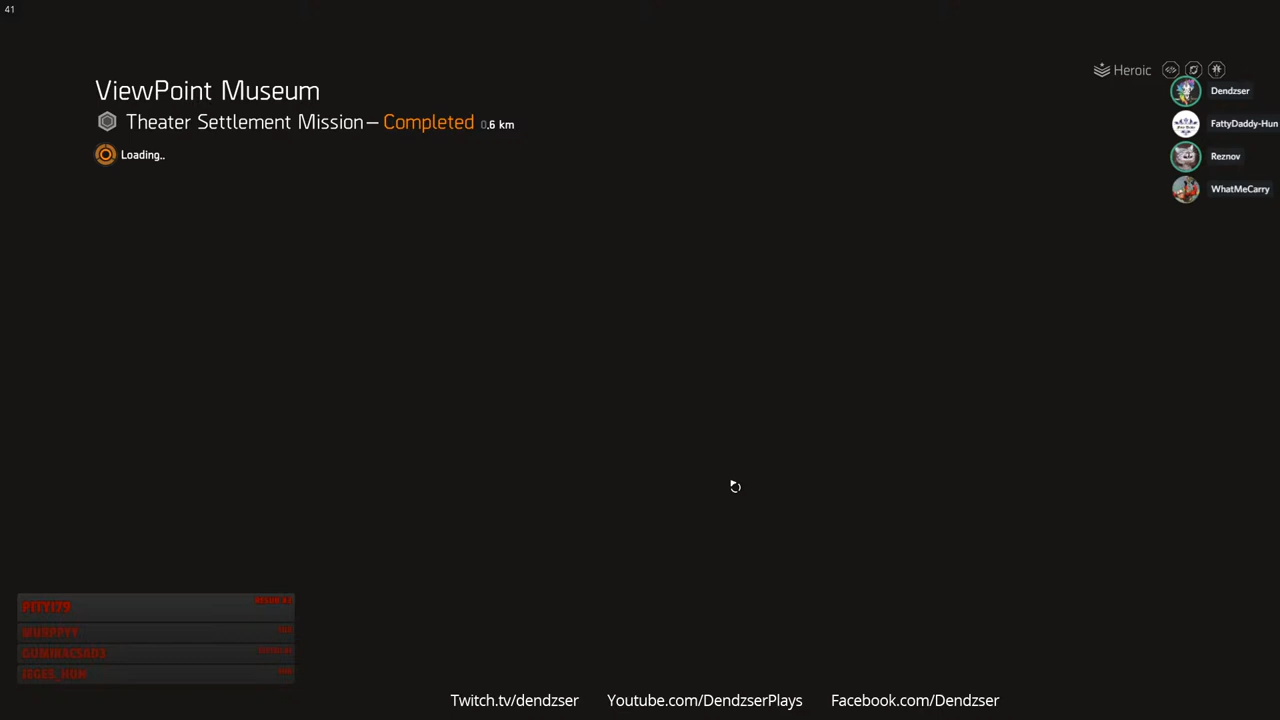 41
ViewPoint Museum
Heroic
Theater Settlement Mission — Completed 0.6 km
Loading..
Dendzser
FattyDaddy-Hun
Reznov
WhatMeCarry
Twitch.tv/dendzser Youtube.com/DendzserPlays Facebook.com/Dendzser